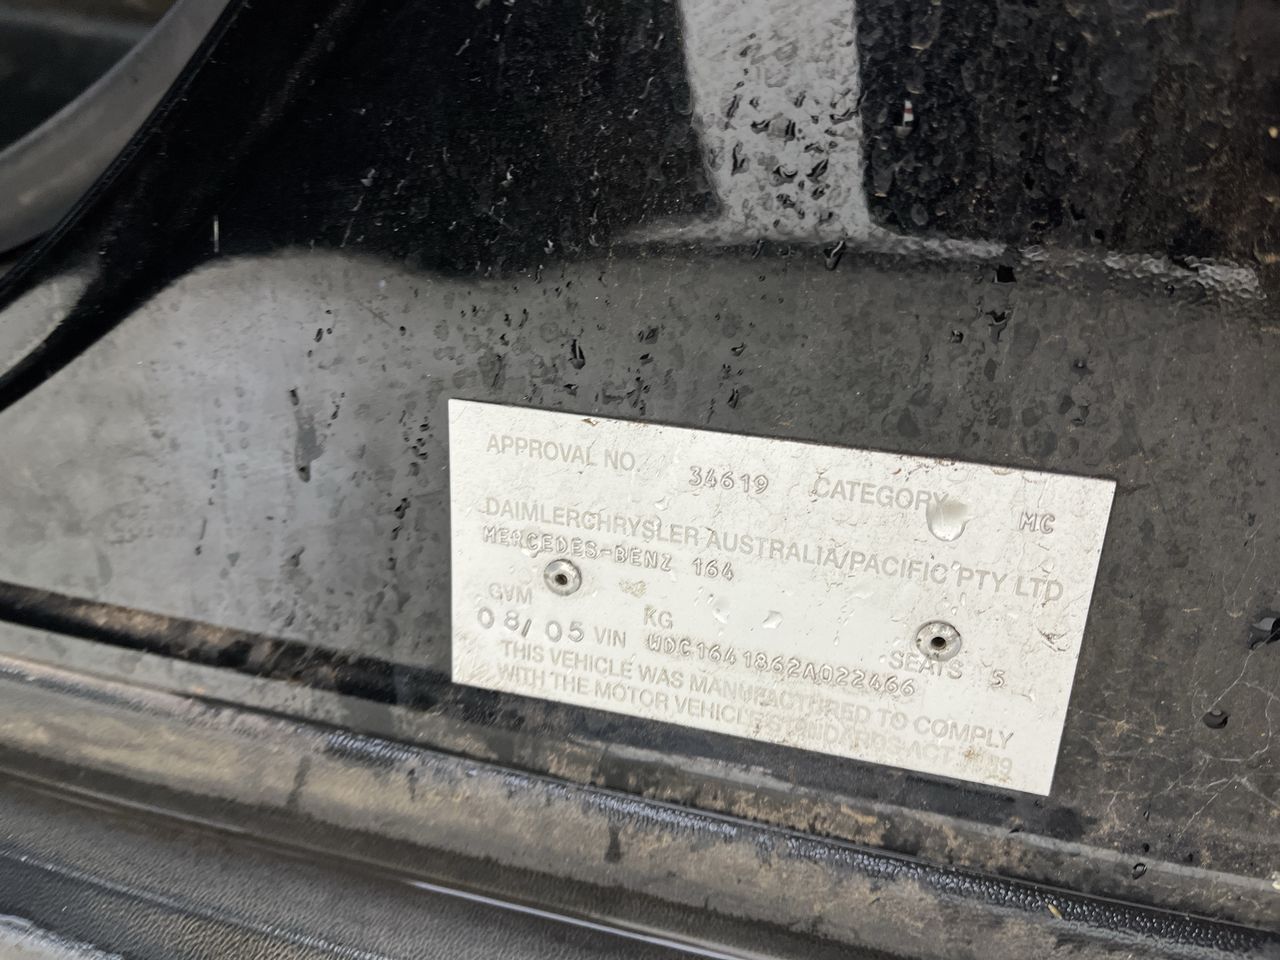 APPROVAL NO. 34619 CATEGORY MC
DAIMLERCHRYSLER AUSTRALIA/PACIFIC PTY LTD
MERCEDES-BENZ 164
GVM KG SEATS 5
08/05 VIN WDC1641862A022466
THIS VEHICLE WAS MANUFACTURED TO COMPLY
WITH THE MOTOR VEHICLE STANDARDS ACT 1989